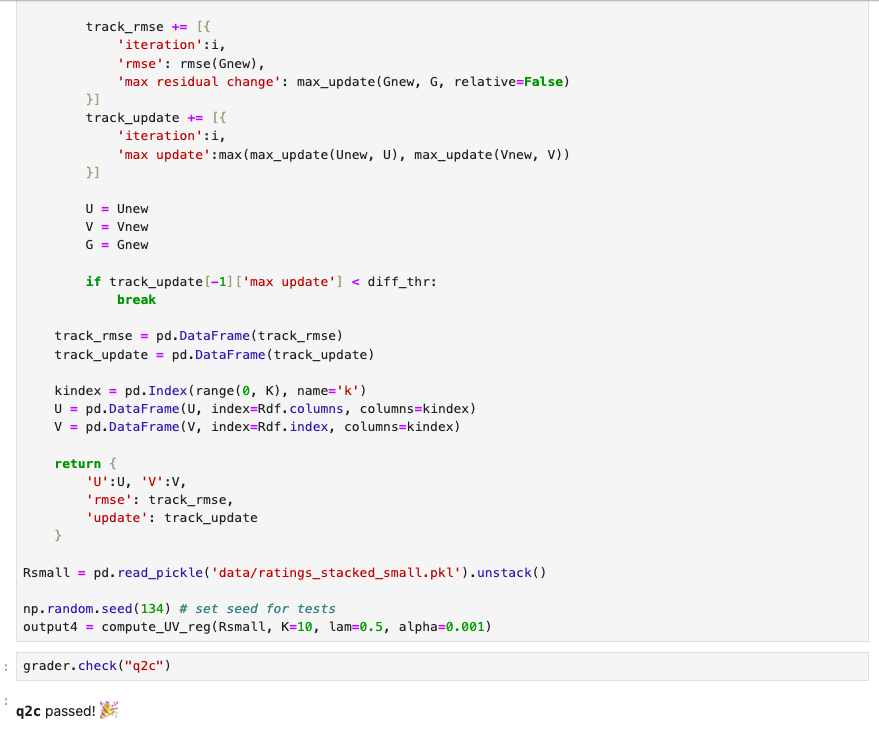 track_rmse += [{
            'iteration':i,
            'rmse': rmse(Gnew),
            'max residual change': max_update(Gnew, G, relative=False)
        }]
        track_update += [{
            'iteration':i,
            'max update':max(max_update(Unew, U), max_update(Vnew, V))
        }]
        U = Unew
        V = Vnew
        G = Gnew
        if track_update[-1]['max update'] < diff_thr:
            break
    track_rmse = pd.DataFrame(track_rmse)
    track_update = pd.DataFrame(track_update)
    kindex = pd.Index(range(0, K), name='k')
    U = pd.DataFrame(U, index=Rdf.columns, columns=kindex)
    V = pd.DataFrame(V, index=Rdf.index, columns=kindex)
    return {
        'U':U, 'V':V,
        'rmse': track_rmse,
        'update': track_update
    }
Rsmall = pd.read_pickle('data/ratings_stacked_small.pkl').unstack()
np.random.seed(134) # set seed for tests
output4 = compute_UV_reg(Rsmall, K=10, lam=0.5, alpha=0.001)
: grader.check("q2c")
: q2c passed! 🎉